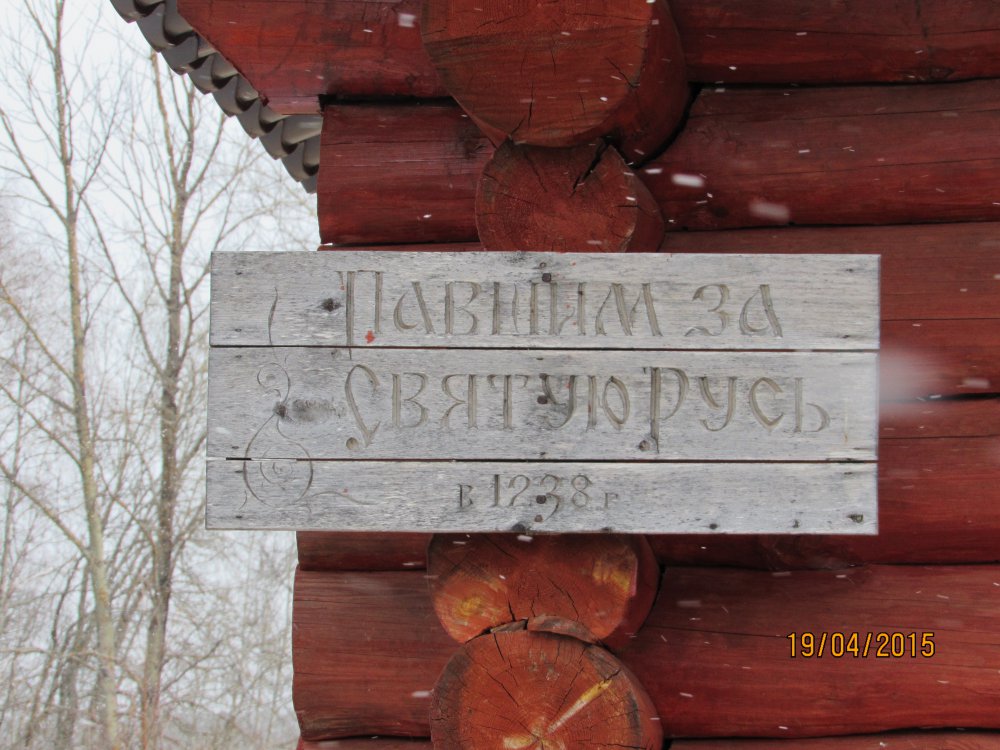 Павшим за
Святую Русь
в 1238 г
19/04/2015